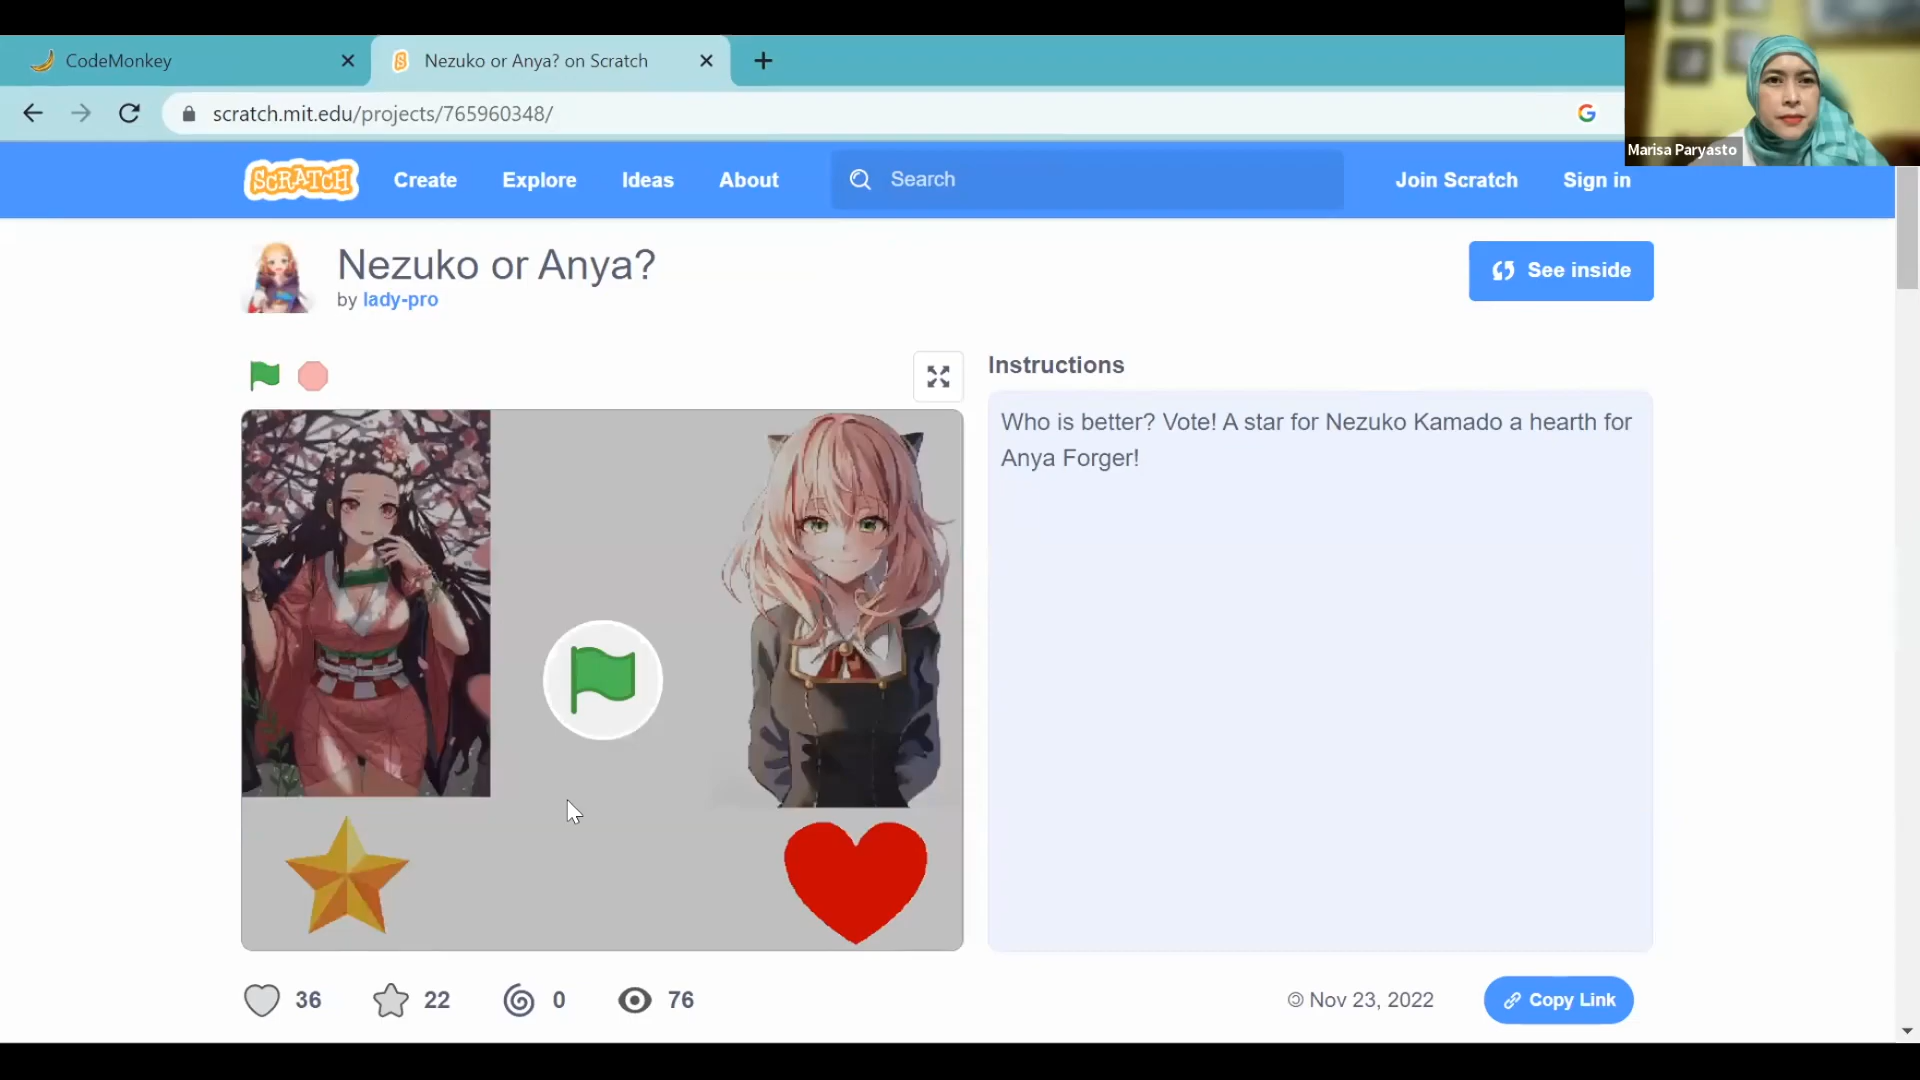 CodeMonkey
Nezuko or Anya? on Scratch
scratch.mit.edu/projects/765960348/
Marisa Paryasto
SCRATCH
Create
Explore
Ideas
About
Search
Join Scratch
Sign in
Nezuko or Anya?
by lady-pro
See inside
Instructions
Who is better? Vote! A star for Nezuko Kamado a hearth for
Anya Forger!
36
22
0
76
© Nov 23, 2022
Copy Link